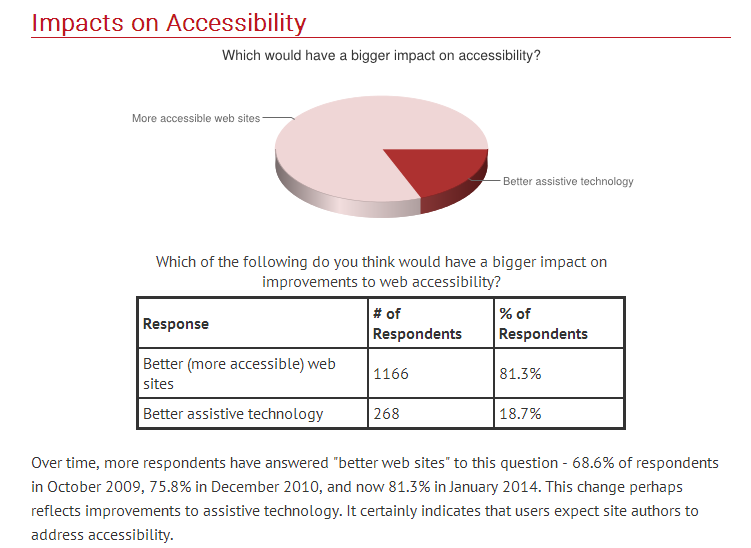 Impacts on Accessibility
Which would have a bigger impact on accessibility?
More accessible web sites
Better assistive technology
Which of the following do you think would have a bigger impact on
improvements to web accessibility?
Response # of Respondents % of Respondents
Better (more accessible) web sites 1166 81.3%
Better assistive technology 268 18.7%
Over time, more respondents have answered "better web sites" to this question - 68.6% of respondents
in October 2009, 75.8% in December 2010, and now 81.3% in January 2014. This change perhaps
reflects improvements to assistive technology. It certainly indicates that users expect site authors to
address accessibility.